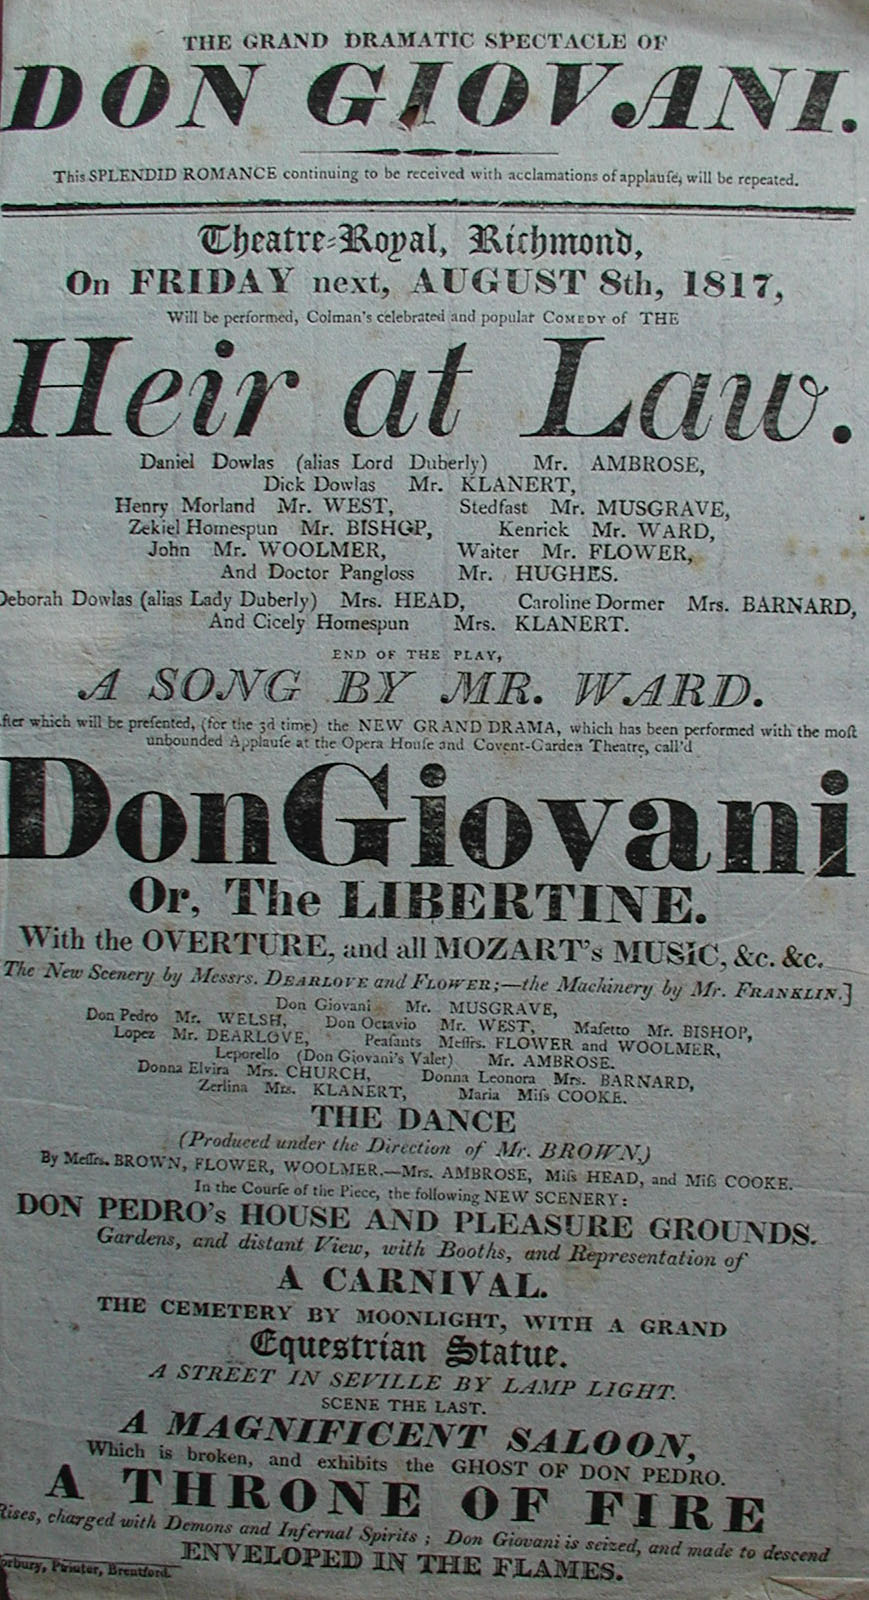 THE GRAND DRAMATIC SPECTACLE OF
DON GIOVANI.
This SPLENDID ROMANCE continuing to be received with acclamations of applauſe, will be repeated.
Theatre-Royal, Richmond,
On FRIDAY next, AUGUST 8th, 1817,
Will be performed, Colman's celebrated and popular COMEDY of THE
Heir at Law.
Daniel Dowlas (alias Lord Duberly) Mr. AMBROSE,
Dick Dowlas Mr. KLANERT,
Henry Morland Mr. WEST, Stedfast Mr. MUSGRAVE,
Zekiel Homespun Mr. BISHOP, Kenrick Mr. WARD,
John Mr. WOOLMER, Waiter Mr. FLOWER,
And Doctor Pangloss Mr. HUGHES.
Deborah Dowlas (alias Lady Duberly) Mrs. HEAD, Caroline Dormer Mrs. BARNARD,
And Cicely Homespun Mrs. KLANERT.
END OF THE PLAY,
A SONG BY MR. WARD.
After which will be preſented, (for the 3d time) the NEW GRAND DRAMA, which has been performed with the moſt
unbounded Applauſe at the Opera Houſe and Covent-Garden Theatre, call'd
Don Giovani
Or, The LIBERTINE.
With the OVERTURE, and all MOZART's MUSIC, &c. &c.
The New Scenery by Messrs. DEARLOVE and FLOWER;—the Machinery by Mr. FRANKLIN.]
Don Giovani Mr. MUSGRAVE,
Don Pedro Mr. WELSH, Don Octavio Mr. WEST, Maſetto Mr. BISHOP,
Lopez Mr. DEARLOVE, Peaſants Meſſrs. FLOWER and WOOLMER,
Leporello (Don Giovani's Valet) Mr. AMBROSE.
Donna Elvira Mrs. CHURCH, Donna Leonora Mrs. BARNARD,
Zerlina Mrs. KLANERT, Maria Miſs COOKE.
THE DANCE
(Produced under the Direction of Mr. BROWN.)
By Meſſrs. BROWN, FLOWER, WOOLMER.—Mrs. AMBROSE, Miſs HEAD, and Miſs COOKE.
In the Courſe of the Piece, the following NEW SCENERY:
DON PEDRO's HOUSE AND PLEASURE GROUNDS.
Gardens, and distant View, with Booths, and Representation of
A CARNIVAL.
THE CEMETERY BY MOONLIGHT, WITH A GRAND
Equestrian Statue.
A STREET IN SEVILLE BY LAMP LIGHT.
SCENE THE LAST.
A MAGNIFICENT SALOON,
Which is broken, and exhibits the GHOST OF DON PEDRO.
A THRONE OF FIRE
Rises, charged with Demons and Infernal Spirits; Don Giovani is seized, and made to descend
ENVELOPED IN THE FLAMES.
Printer, Brentford.